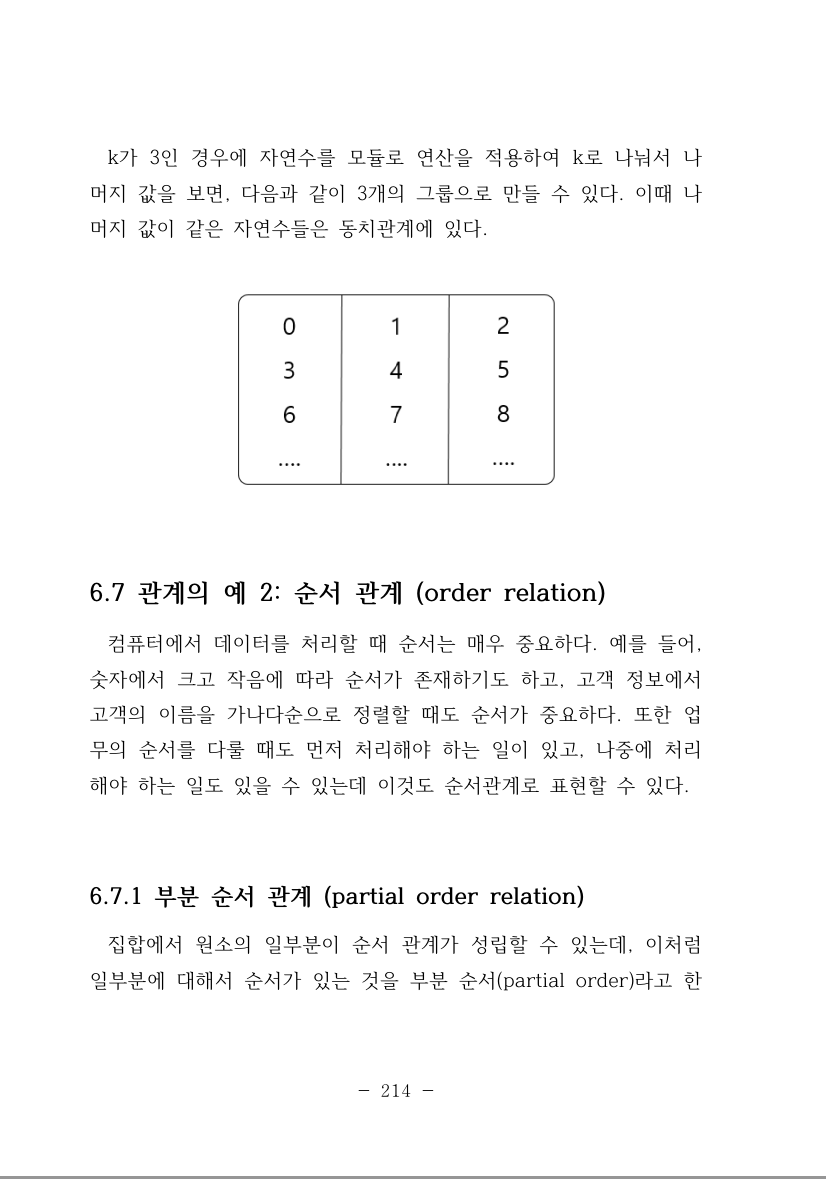 k가 3인 경우에 자연수를 모듈로 연산을 적용하여 k로 나눠서 나
머지 값을 보면, 다음과 같이 3개의 그룹으로 만들 수 있다. 이때 나
머지 값이 같은 자연수들은 동치관계에 있다.
0 1 2
3 4 5
6 7 8
.... .... ....
6.7 관계의 예 2: 순서 관계 (order relation)
컴퓨터에서 데이터를 처리할 때 순서는 매우 중요하다. 예를 들어,
숫자에서 크고 작음에 따라 순서가 존재하기도 하고, 고객 정보에서
고객의 이름을 가나다순으로 정렬할 때도 순서가 중요하다. 또한 업
무의 순서를 다룰 때도 먼저 처리해야 하는 일이 있고, 나중에 처리
해야 하는 일도 있을 수 있는데 이것도 순서관계로 표현할 수 있다.
6.7.1 부분 순서 관계 (partial order relation)
집합에서 원소의 일부분이 순서 관계가 성립할 수 있는데, 이처럼
일부분에 대해서 순서가 있는 것을 부분 순서(partial order)라고 한
- 214 -